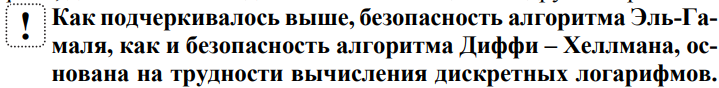 ! Как подчеркивалось выше, безопасность алгоритма Эль-Га-
маля, как и безопасность алгоритма Диффи – Хеллмана, ос-
нована на трудности вычисления дискретных логарифмов.